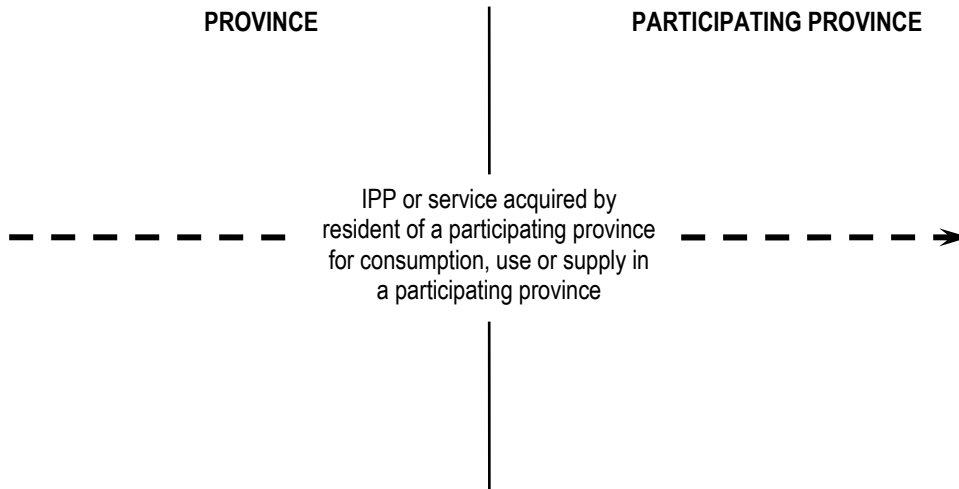 PROVINCE
PARTICIPATING PROVINCE
IPP or service acquired by
resident of a participating province
for consumption, use or supply in
a participating province